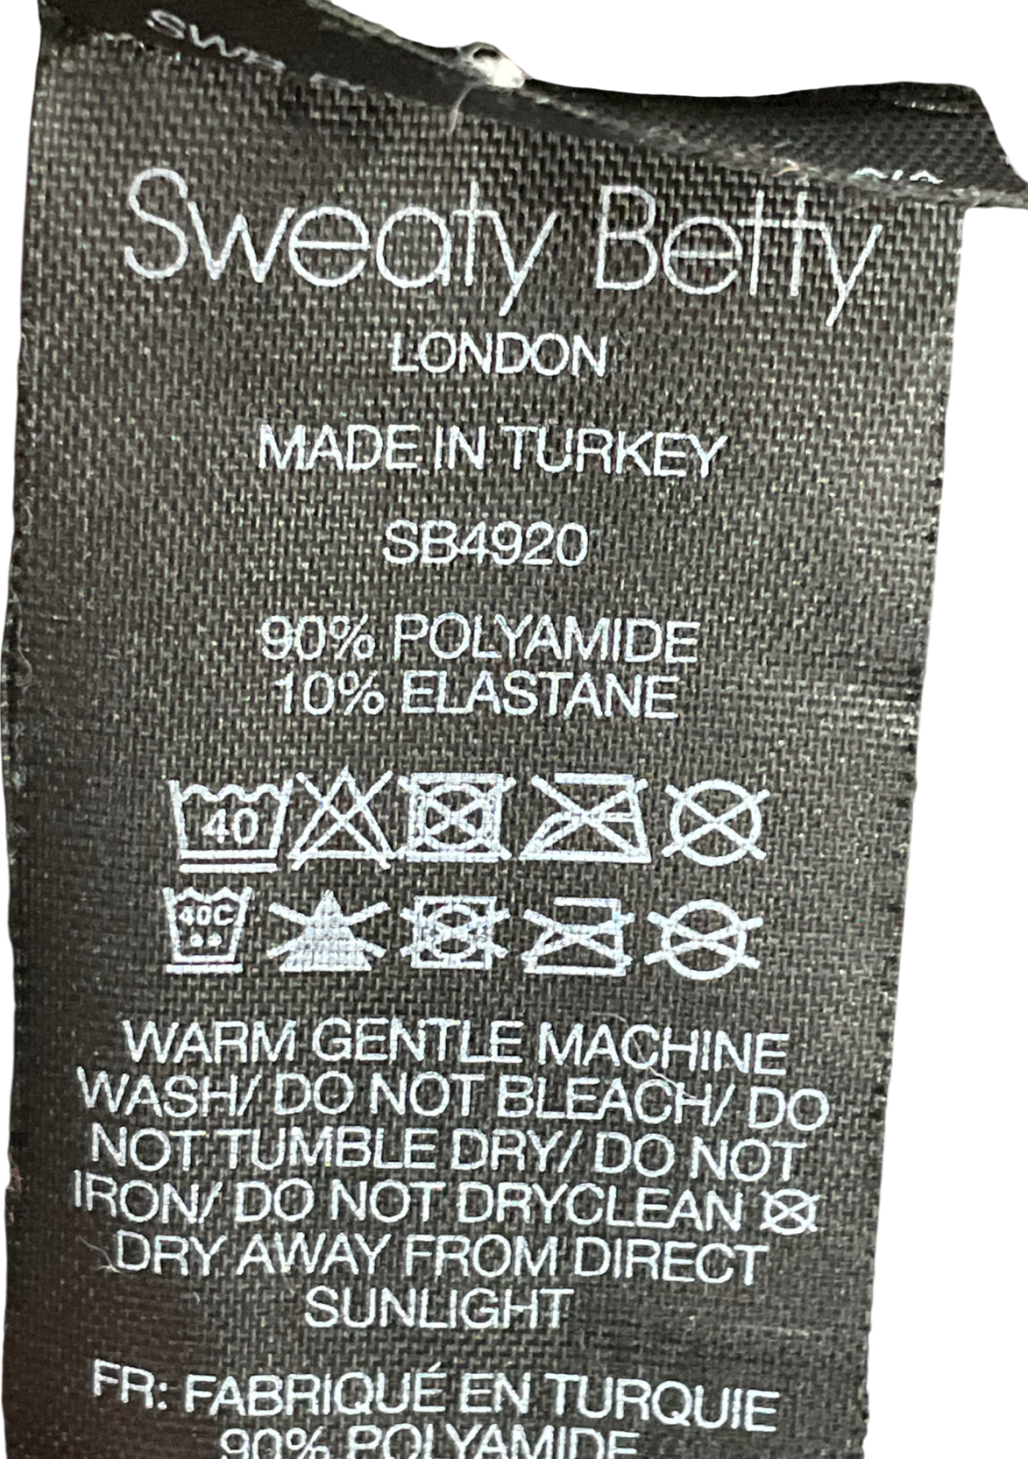 Sweaty Betty
LONDON
MADE IN TURKEY
SB4920
90% POLYAMIDE
10% ELASTANE
40
40C
WARM GENTLE MACHINE
WASH/ DO NOT BLEACH/ DO
NOT TUMBLE DRY/ DO NOT
IRON/ DO NOT DRYCLEAN
DRY AWAY FROM DIRECT
SUNLIGHT
FR: FABRIQUÉ EN TURQUIE
90% POLYAMIDE